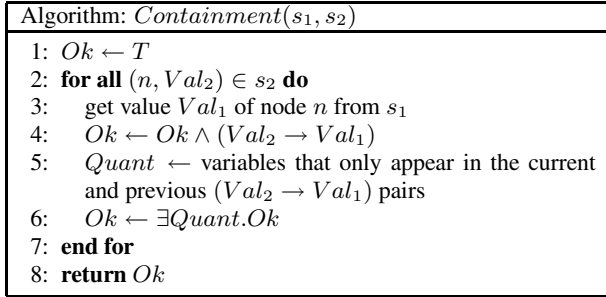 Algorithm: Containment(s₁, s₂)
1: Ok ← T
2: for all (n, Val₂) ∈ s₂ do
3: get value Val₁ of node n from s₁
4: Ok ← Ok ∧ (Val₂ → Val₁)
5: Quant ← variables that only appear in the current
and previous (Val₂ → Val₁) pairs
6: Ok ← ∃Quant.Ok
7: end for
8: return Ok